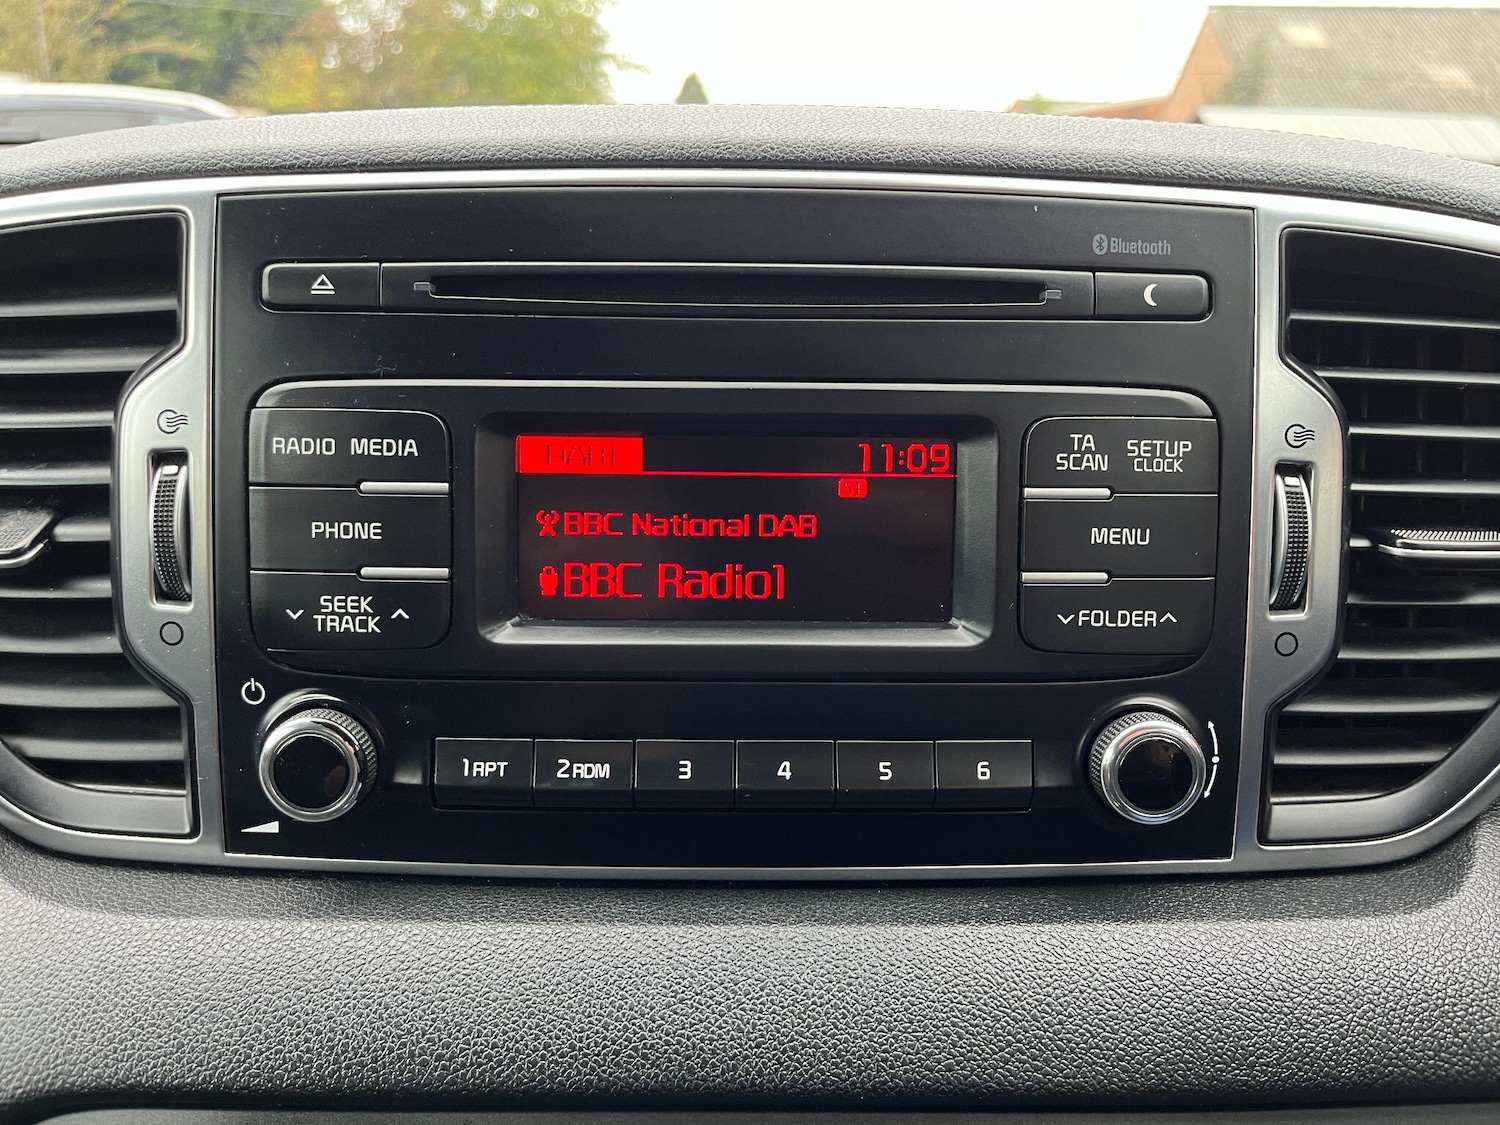 Bluetooth
RADIO MEDIA
PHONE
SEEK
TRACK
DAB1
11:09
BBC National DAB
BBC Radio1
TA
SCAN
SETUP
CLOCK
MENU
FOLDER
1 RPT
2 RDM
3
4
5
6